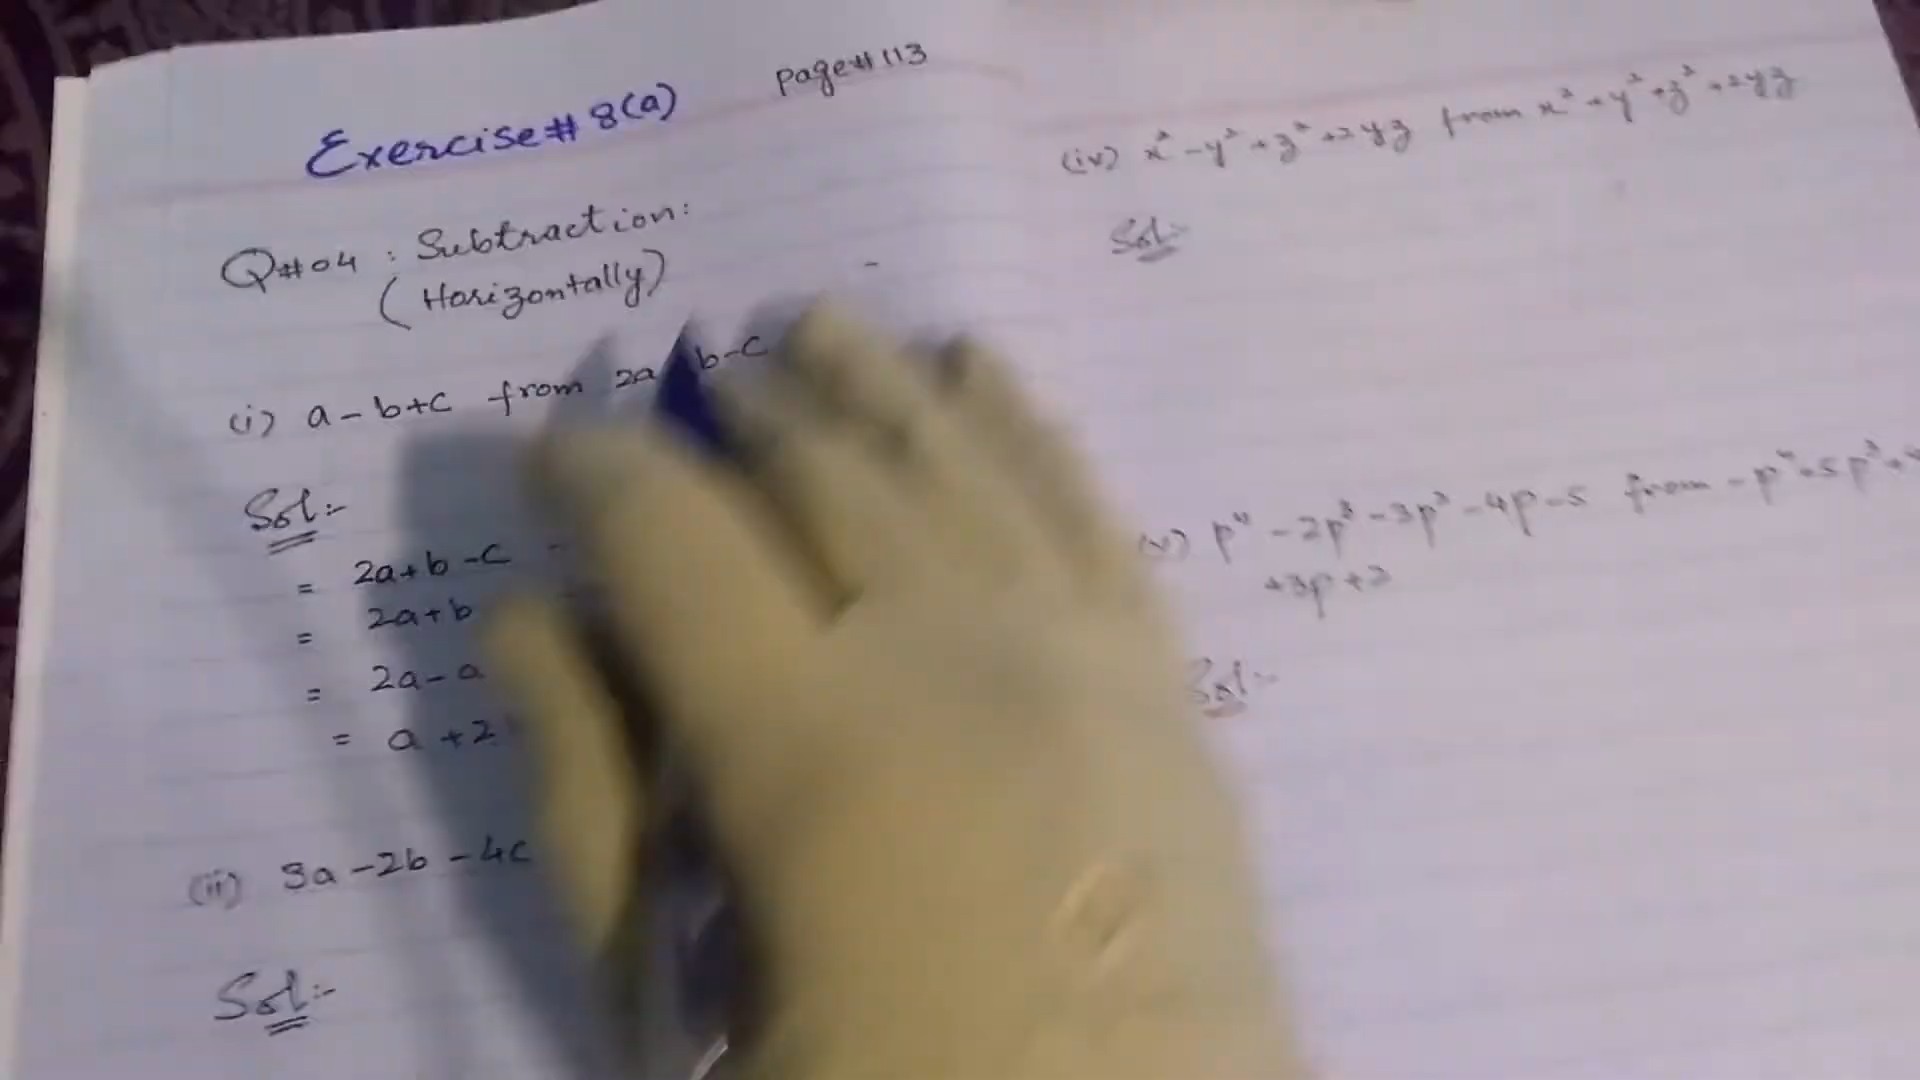 Exercise# 8(a) page# 113
Q#04 : Subtraction:
(Horizontally)
(i) a-b+c from 2a b-c
Sol:-
= 2a+b-c -
= 2a+b
= 2a-a
= a +2
(ii) 3a-2b-4c
Sol:-
(iv) x²-y²+z²+2yz from x²+y²+z²+2yz
Sol:-
(v) p⁴-2p³-3p²-4p-5 from -p⁴+5p³+4
+3p+2
Sol:-